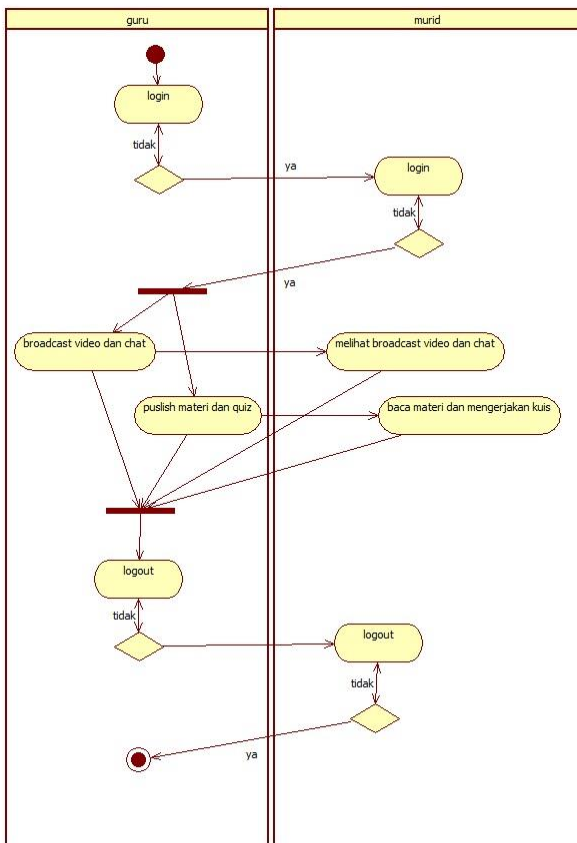 guru
murid
login
tidak
ya
login
tidak
ya
broadcast video dan chat
melihat broadcast video dan chat
puslish materi dan quiz
baca materi dan mengerjakan kuis
logout
tidak
logout
tidak
ya